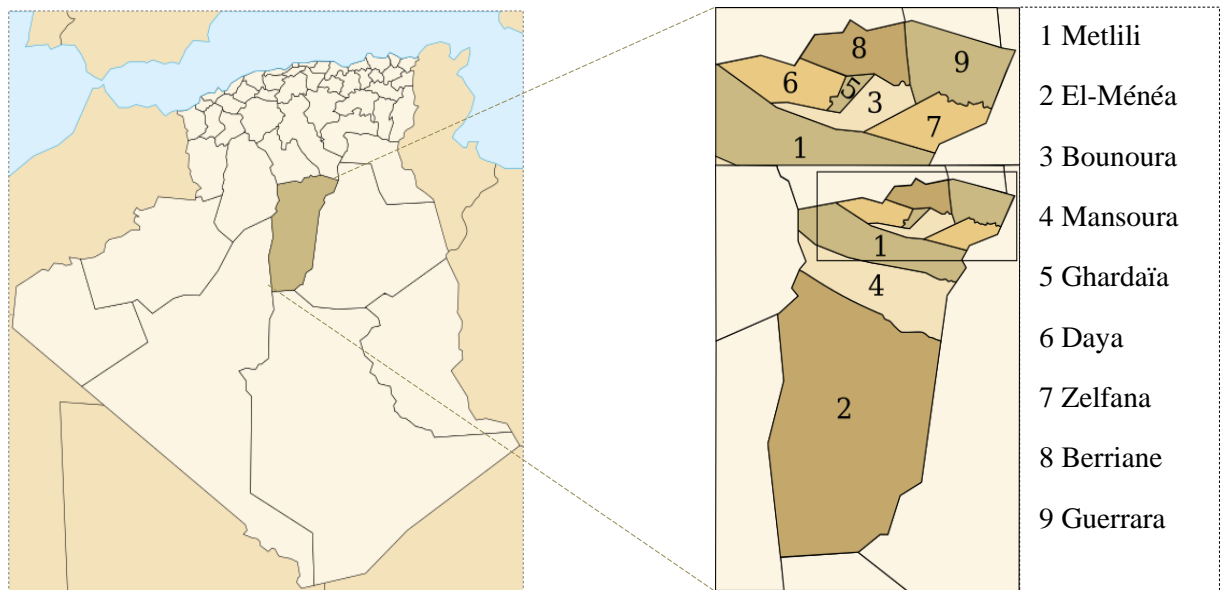 8
9
6
5
3
7
1
1
4
2
1 Metlili
2 El-Ménéa
3 Bounoura
4 Mansoura
5 Ghardaïa
6 Daya
7 Zelfana
8 Berriane
9 Guerrara